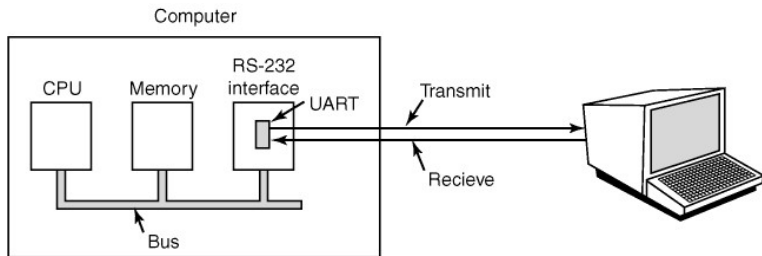 Computer
CPU
Memory
RS-232
interface
UART
Transmit
Recieve
Bus